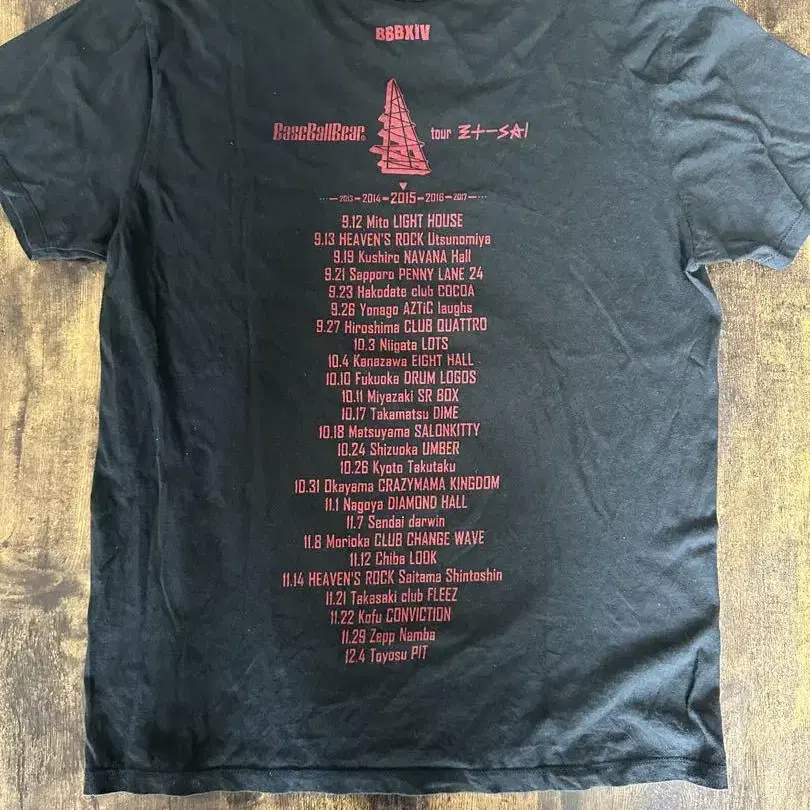 BBBXIV
BaseBallBear tour
2013-2014-2015-2016-2017
9.12 Mito LIGHT HOUSE
9.13 HEAVEN'S ROCK Utsunomiya
9.19 Kushiro NAVANA Hall
9.21 Sapporo PENNY LANE 24
9.23 Hakodate club COCOA
9.26 Yonago AZTiC laughs
9.27 Hiroshima CLUB QUATTRO
10.3 Niigata LOTS
10.4 Kanazawa EIGHT HALL
10.10 Fukuoka DRUM LOGOS
10.11 Miyazaki SR BOX
10.17 Takamatsu DIME
10.18 Matsuyama SALONKITTY
10.24 Shizuoka UMBER
10.26 Kyoto Takutaku
10.31 Okayama CRAZYMAMA KINGDOM
11.1 Nagoya DIAMOND HALL
11.7 Sendai darwin
11.8 Morioka CLUB CHANGE WAVE
11.12 Chiba LOOK
11.14 HEAVEN'S ROCK Saitama Shintoshin
11.21 Takasaki club FLEEZ
11.22 Kofu CONVICTION
11.29 Zepp Namba
12.4 Toyosu PIT